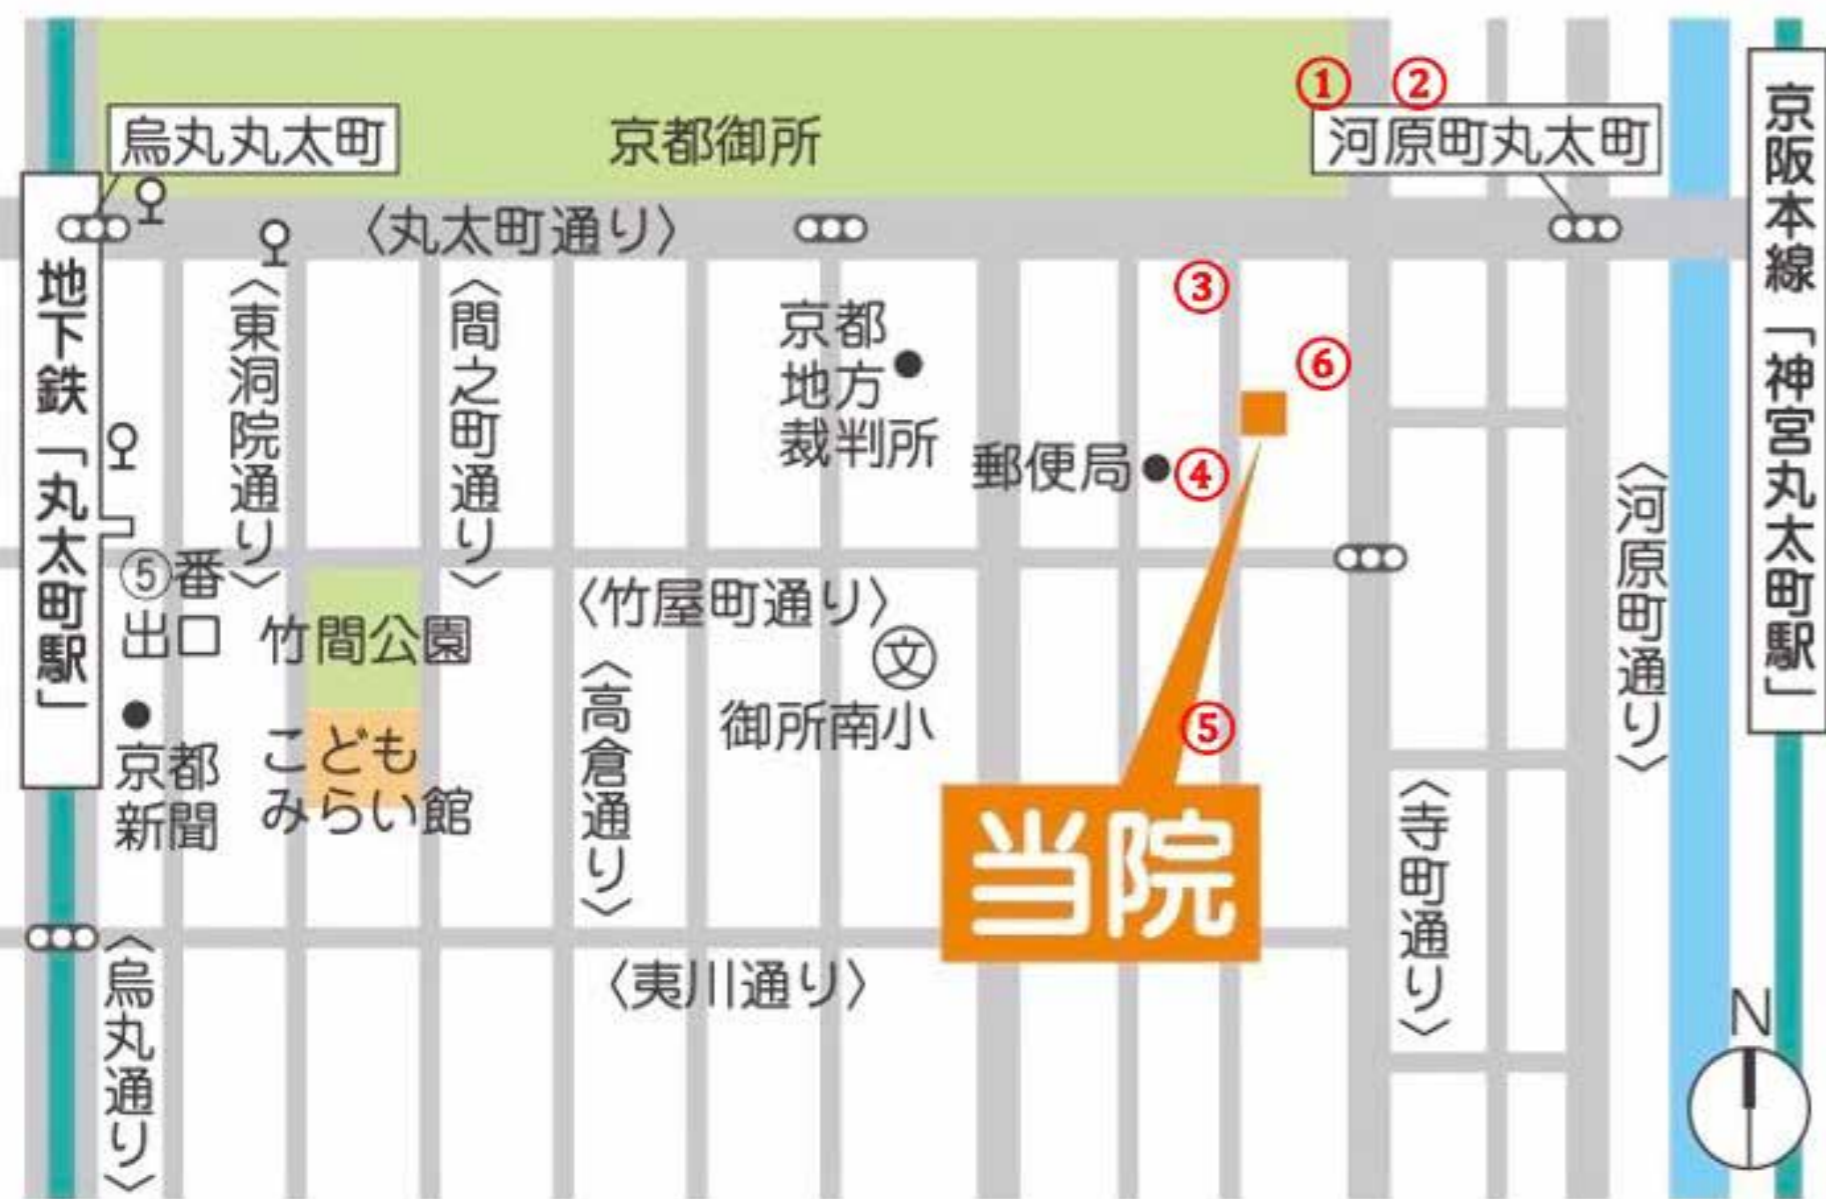 ①
②
烏丸丸太町
京都御所
河原町丸太町
京阪本線「神宮丸太町駅」
〈丸太町通り〉
地下鉄「丸太町駅」
〈東洞院通り〉
〈間之町通り〉
京都
地方
裁判所
③
⑥
郵便局
④
〈河原町通り〉
⑤番
出口
竹間公園
〈竹屋町通り〉
文
御所南小
〈高倉通り〉
⑤
京都
新聞
こども
みらい館
当院
〈寺町通り〉
〈夷川通り〉
〈烏丸通り〉
N